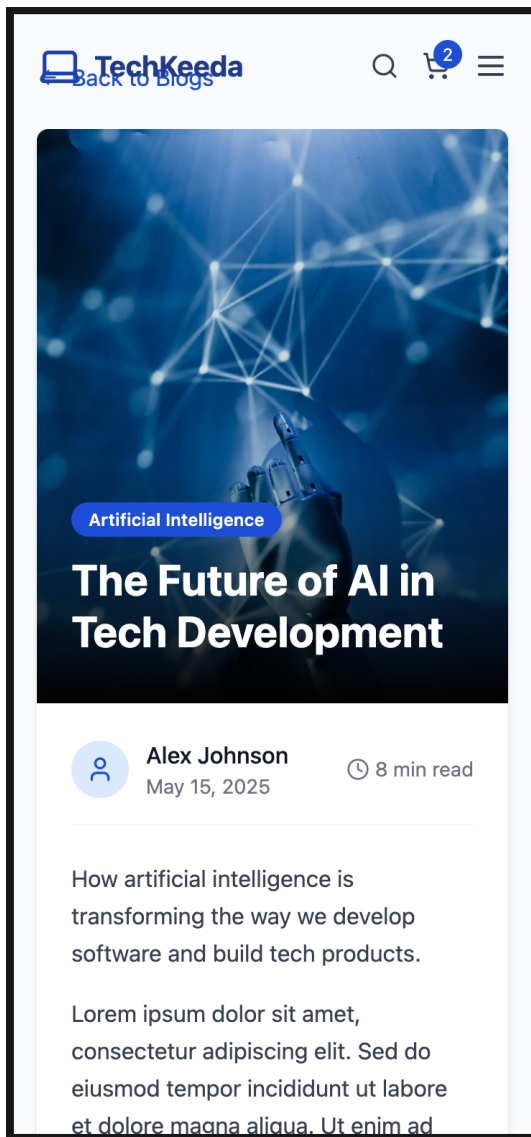 TechKeeda
2
Back to Blogs
Artificial Intelligence
The Future of AI in
Tech Development
Alex Johnson
May 15, 2025
8 min read
How artificial intelligence is
transforming the way we develop
software and build tech products.
Lorem ipsum dolor sit amet,
consectetur adipiscing elit. Sed do
eiusmod tempor incididunt ut labore
et dolore magna aliqua. Ut enim ad